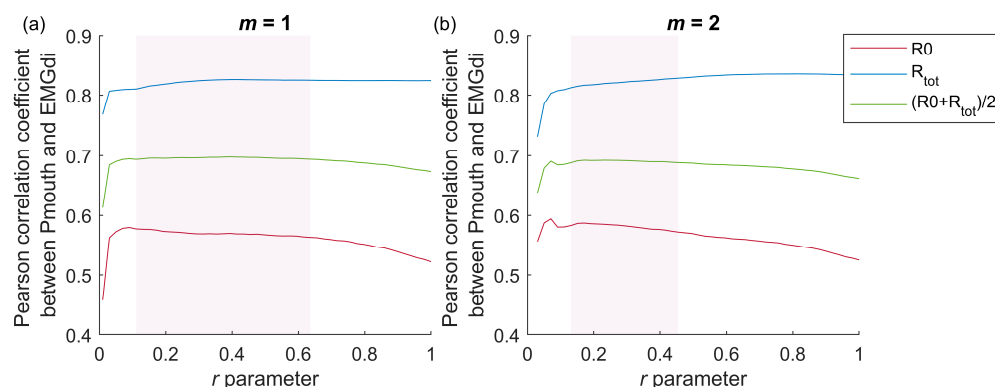 (a)
m = 1
Pearson correlation coefficient
between Pmouth and EMGdi
0.9
0.8
0.7
0.6
0.5
0.4
0
0.2
0.4
0.6
0.8
1
r parameter
(b)
m = 2
Pearson correlation coefficient
between Pmouth and EMGdi
0.9
0.8
0.7
0.6
0.5
0.4
0
0.2
0.4
0.6
0.8
1
r parameter
R0
Rtot
(R0+Rtot)/2